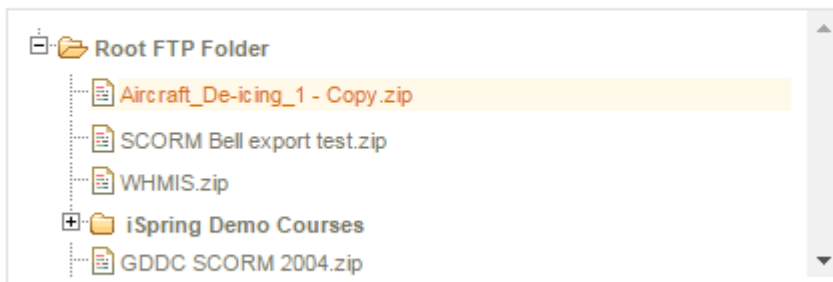 Root FTP Folder
Aircraft_De-icing_1 - Copy.zip
SCORM Bell export test.zip
WHMIS.zip
iSpring Demo Courses
GDDC SCORM 2004.zip